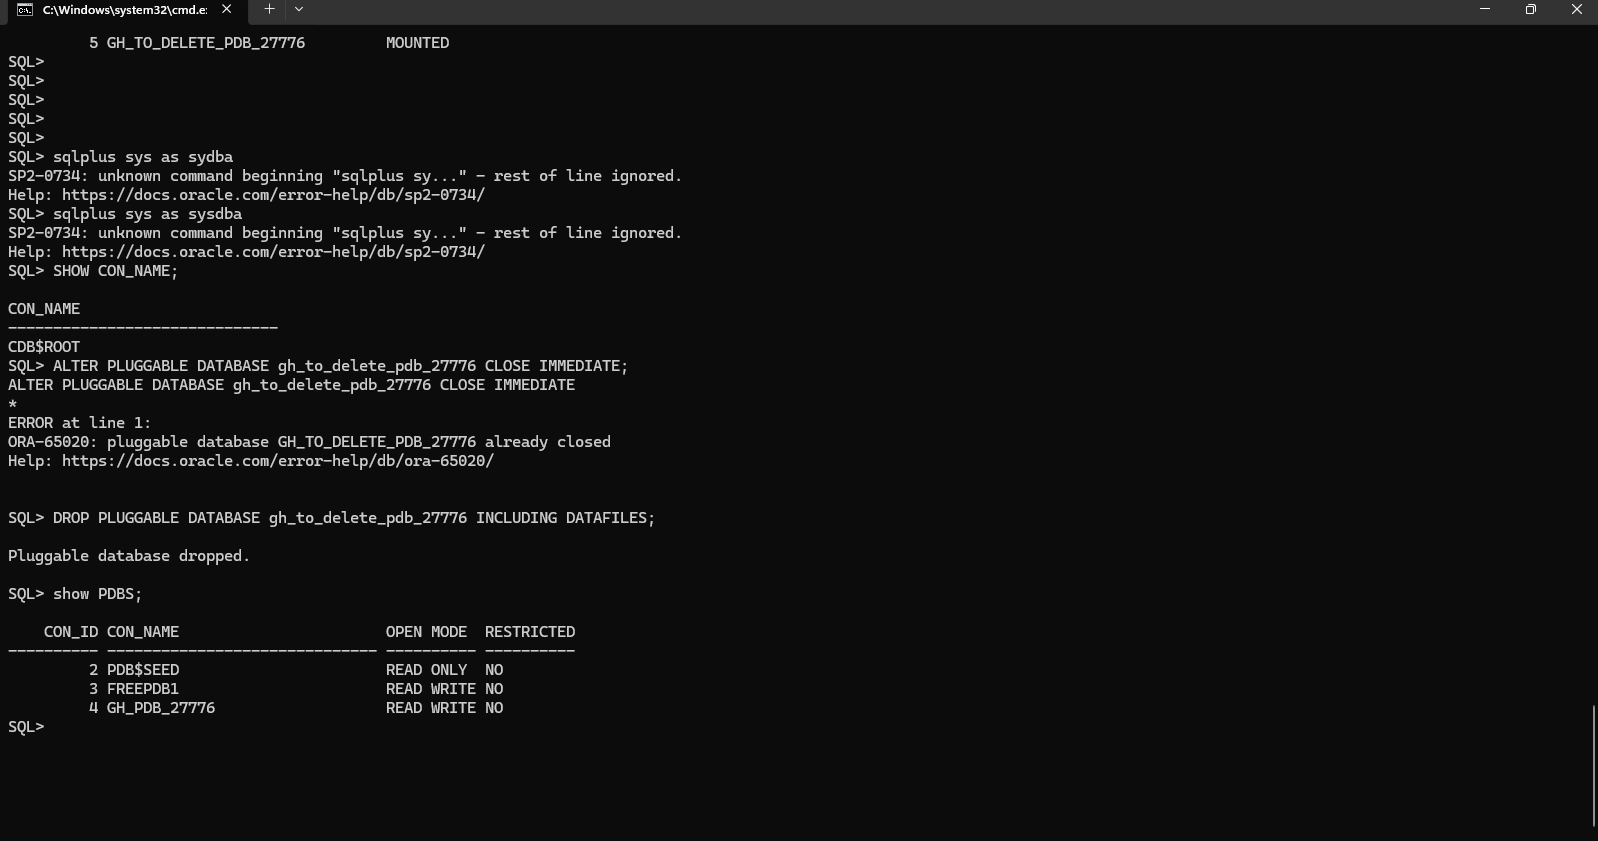 C:\Windows\system32\cmd.e:
5 GH_TO_DELETE_PDB_27776 MOUNTED
SQL>
SQL>
SQL>
SQL>
SQL>
SQL> sqlplus sys as sydba
SP2-0734: unknown command beginning "sqlplus sy..." - rest of line ignored.
Help: https://docs.oracle.com/error-help/db/sp2-0734/
SQL> sqlplus sys as sysdba
SP2-0734: unknown command beginning "sqlplus sy..." - rest of line ignored.
Help: https://docs.oracle.com/error-help/db/sp2-0734/
SQL> SHOW CON_NAME;
CON_NAME
------------------------------
CDB$ROOT
SQL> ALTER PLUGGABLE DATABASE gh_to_delete_pdb_27776 CLOSE IMMEDIATE;
ALTER PLUGGABLE DATABASE gh_to_delete_pdb_27776 CLOSE IMMEDIATE
*
ERROR at line 1:
ORA-65020: pluggable database GH_TO_DELETE_PDB_27776 already closed
Help: https://docs.oracle.com/error-help/db/ora-65020/
SQL> DROP PLUGGABLE DATABASE gh_to_delete_pdb_27776 INCLUDING DATAFILES;
Pluggable database dropped.
SQL> show PDBS;
CON_ID CON_NAME OPEN MODE RESTRICTED
---------- ------------------------------ ---------- ----------
2 PDB$SEED READ ONLY NO
3 FREEPDB1 READ WRITE NO
4 GH_PDB_27776 READ WRITE NO
SQL>